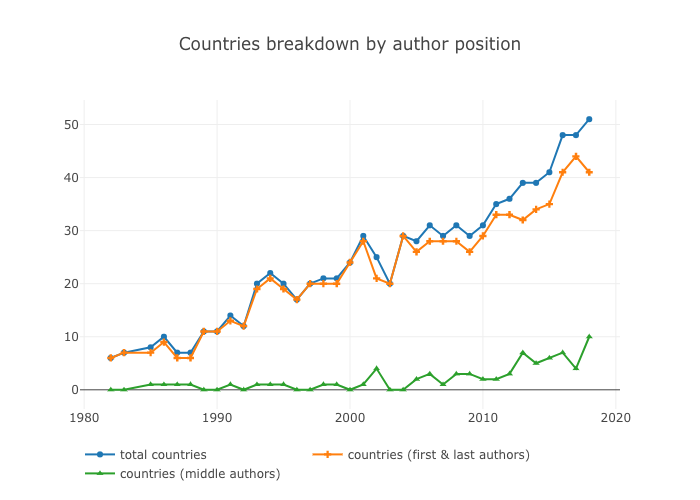 Countries breakdown by author position
50
40
30
20
10
0
1980 1990 2000 2010 2020
total countries countries (first & last authors)
countries (middle authors)